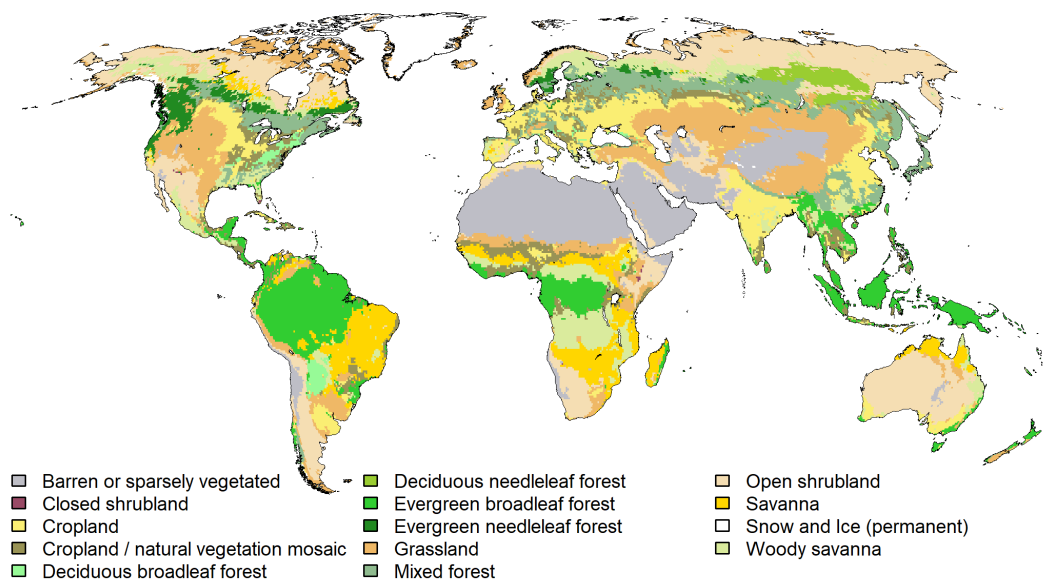 Barren or sparsely vegetated
Closed shrubland
Cropland
Cropland / natural vegetation mosaic
Deciduous broadleaf forest
Deciduous needleleaf forest
Evergreen broadleaf forest
Evergreen needleleaf forest
Grassland
Mixed forest
Open shrubland
Savanna
Snow and Ice (permanent)
Woody savanna